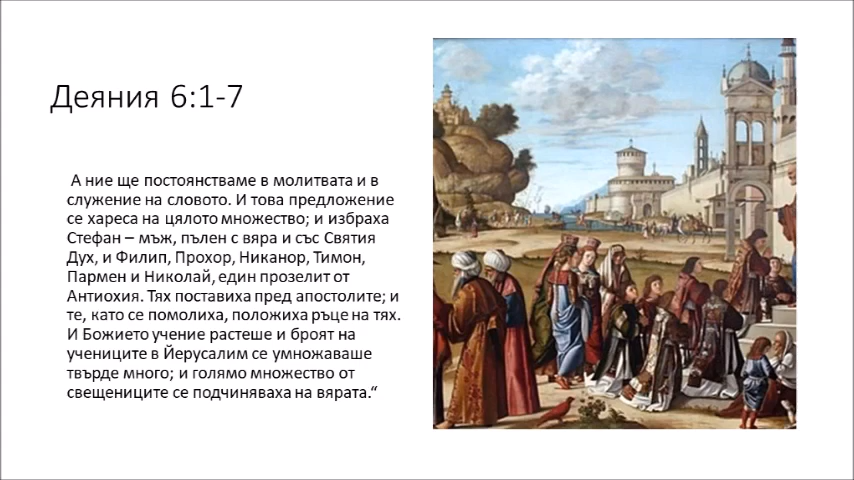 Деяния 6:1-7
А ние ще постоянстваме в молитвата и в
служение на словото. И това предложение
се хареса на цялото множество; и избраха
Стефан – мъж, пълен с вяра и със Святия
Дух, и Филип, Прохор, Никанор, Тимон,
Пармен и Николай, един прозелит от
Антиохия. Тях поставиха пред апостолите; и
те, като се помолиха, положиха ръце на тях.
И Божието учение растеше и броят на
учениците в Йерусалим се умножаваше
твърде много; и голямо множество от
свещениците се подчиняваха на вярата.“